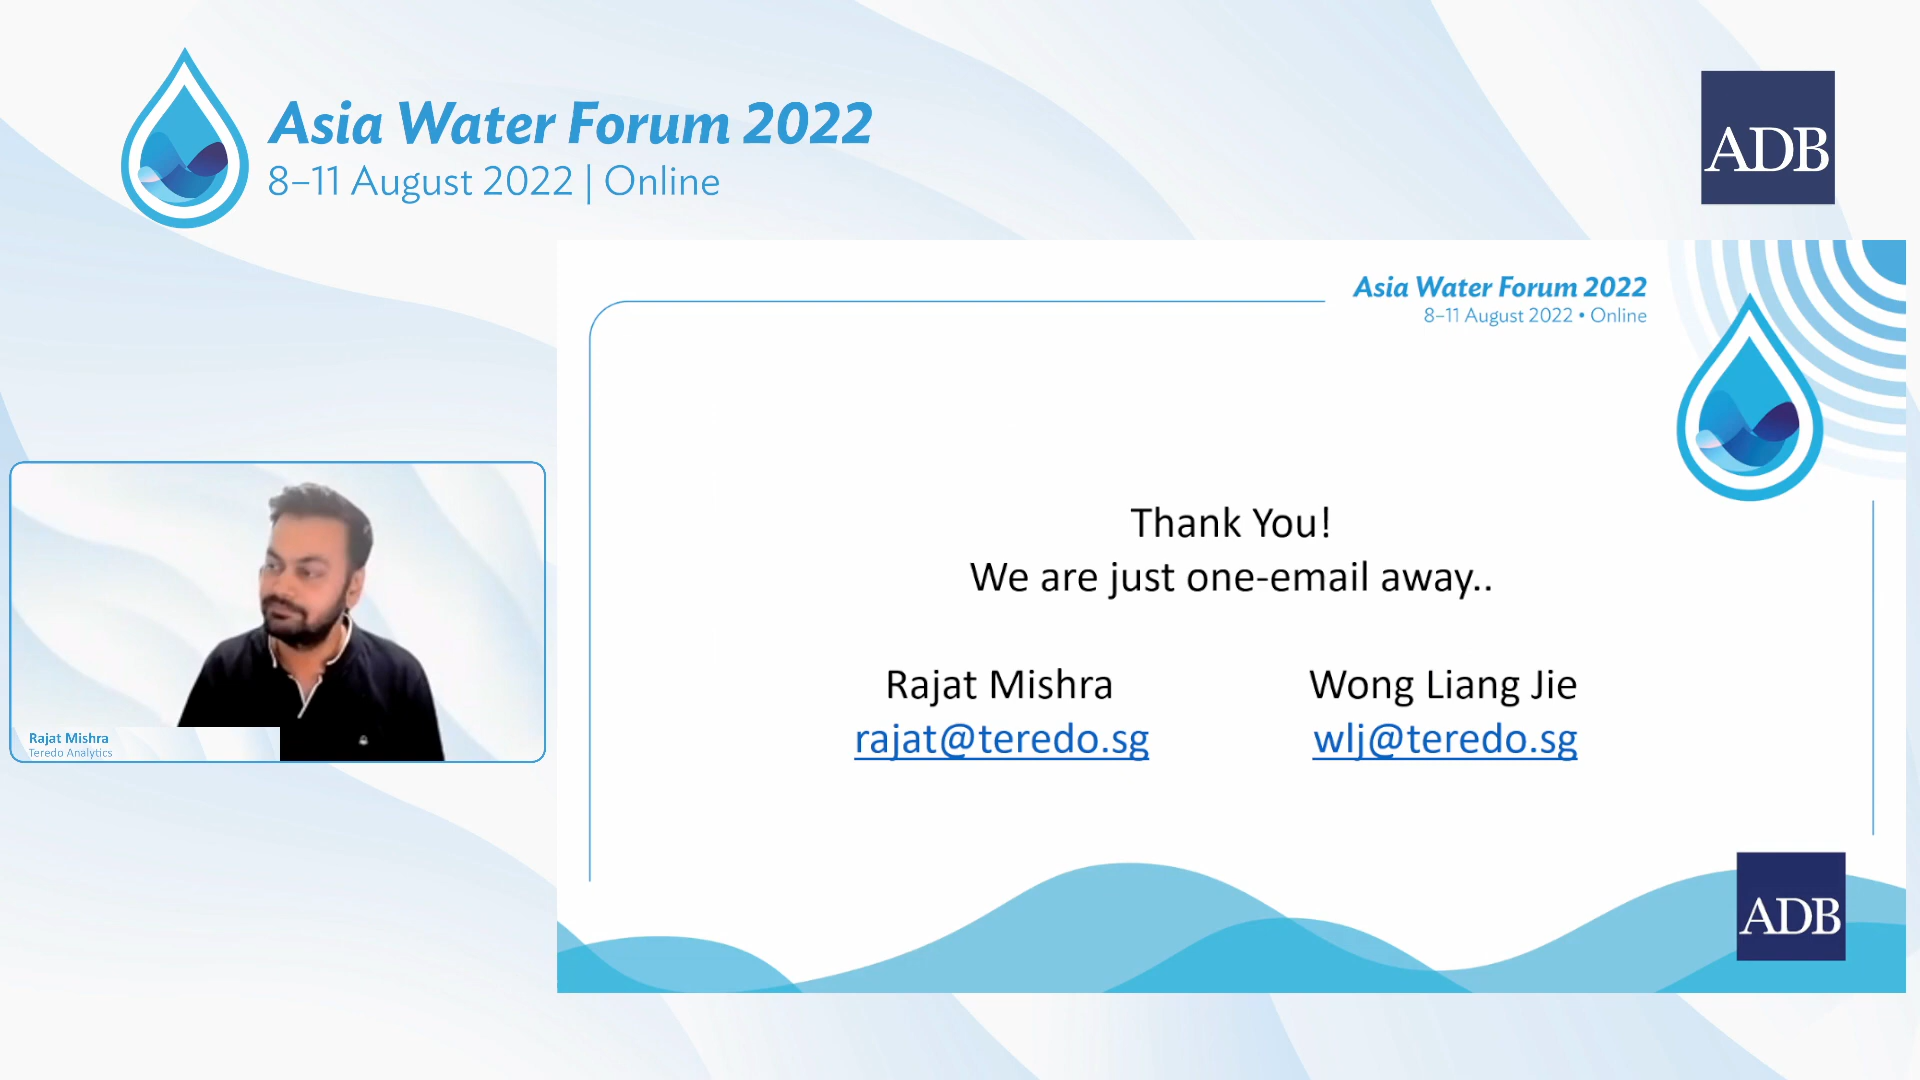 Asia Water Forum 2022
8–11 August 2022 | Online
ADB
Asia Water Forum 2022
8–11 August 2022 • Online
Thank You!
We are just one-email away..
Rajat Mishra
Wong Liang Jie
rajat@teredo.sg
wlj@teredo.sg
Rajat Mishra
Teredo Analytics
ADB